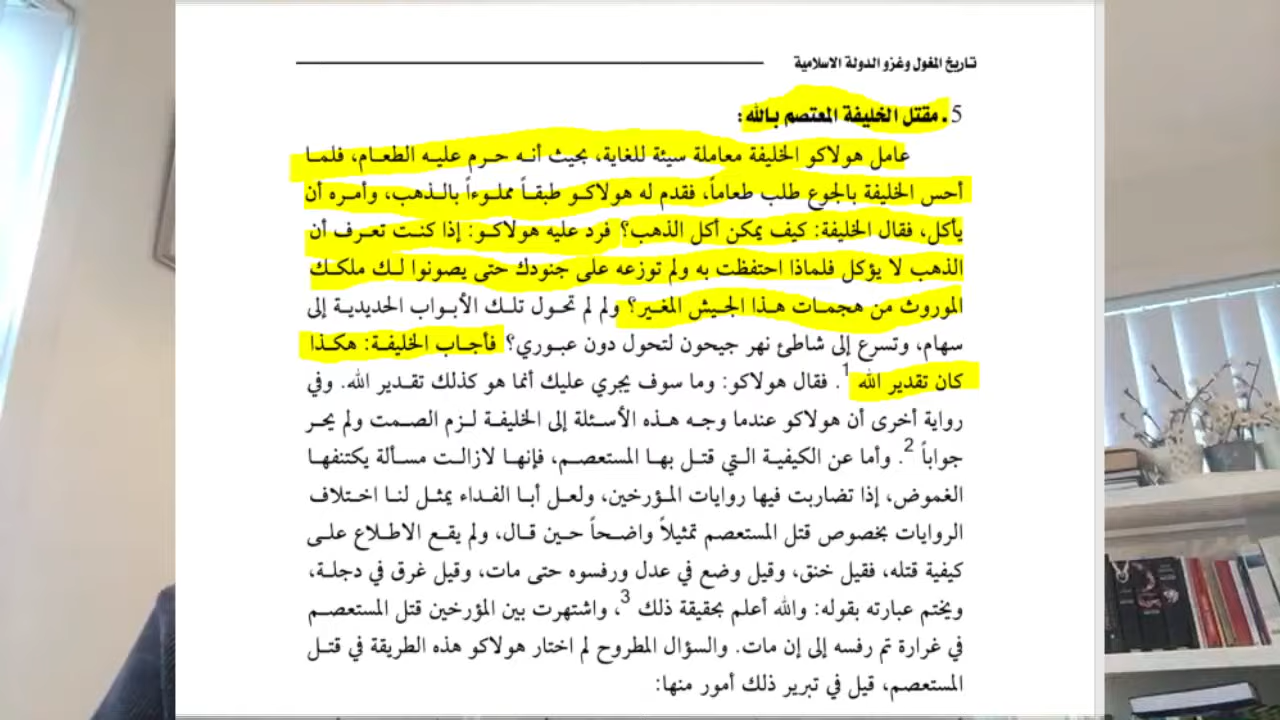 تاريخ المغول وغزو الدولة الاسلامية
5. مقتل الخليفة المعتصم بالله:
عامل هولاكو الخليفة معاملة سيئة للغاية، بحيث أنه حرم عليه الطعام، فلما
أحس الخليفة بالجوع طلب طعاماً، فقدم له هولاكو طبقاً مملوءاً بالذهب، وأمره أن
يأكل، فقال الخليفة: كيف يمكن أكل الذهب؟ فرد عليه هولاكو: إذا كنت تعرف أن
الذهب لا يؤكل فلماذا احتفظت به ولم توزعه على جنودك حتى يصونوا لك ملكك
الموروث من هجمات هذا الجيش المغير؟ ولم لم تحول تلك الأبواب الحديدية إلى
سهام، وتسرع إلى شاطئ نهر جيحون لتحول دون عبوري؟ فأجاب الخليفة: هكذا
كان تقدير الله 1. فقال هولاكو: وما سوف يجري عليك أنما هو كذلك تقدير الله. وفي
رواية أخرى أن هولاكو عندما وجه هذه الأسئلة إلى الخليفة لزم الصمت ولم يحر
جواباً 2. وأما عن الكيفية التي قتل بها المستعصم، فإنها لازالت مسألة يكتنفها
الغموض، إذا تضاربت فيها روايات المؤرخين، ولعل أبا الفداء يمثل لنا اختلاف
الروايات بخصوص قتل المستعصم تمثيلاً واضحاً حين قال، ولم يقع الاطلاع على
كيفية قتله، فقيل خنق، وقيل وضع في عدل ورفسوه حتى مات، وقيل غرق في دجلة،
ويختم عبارته بقوله: والله أعلم بحقيقة ذلك 3، واشتهرت بين المؤرخين قتل المستعصم
في غرارة تم رفسه إلى إن مات. والسؤال المطروح لم اختار هولاكو هذه الطريقة في قتل
المستعصم، قيل في تبرير ذلك أمور منها: